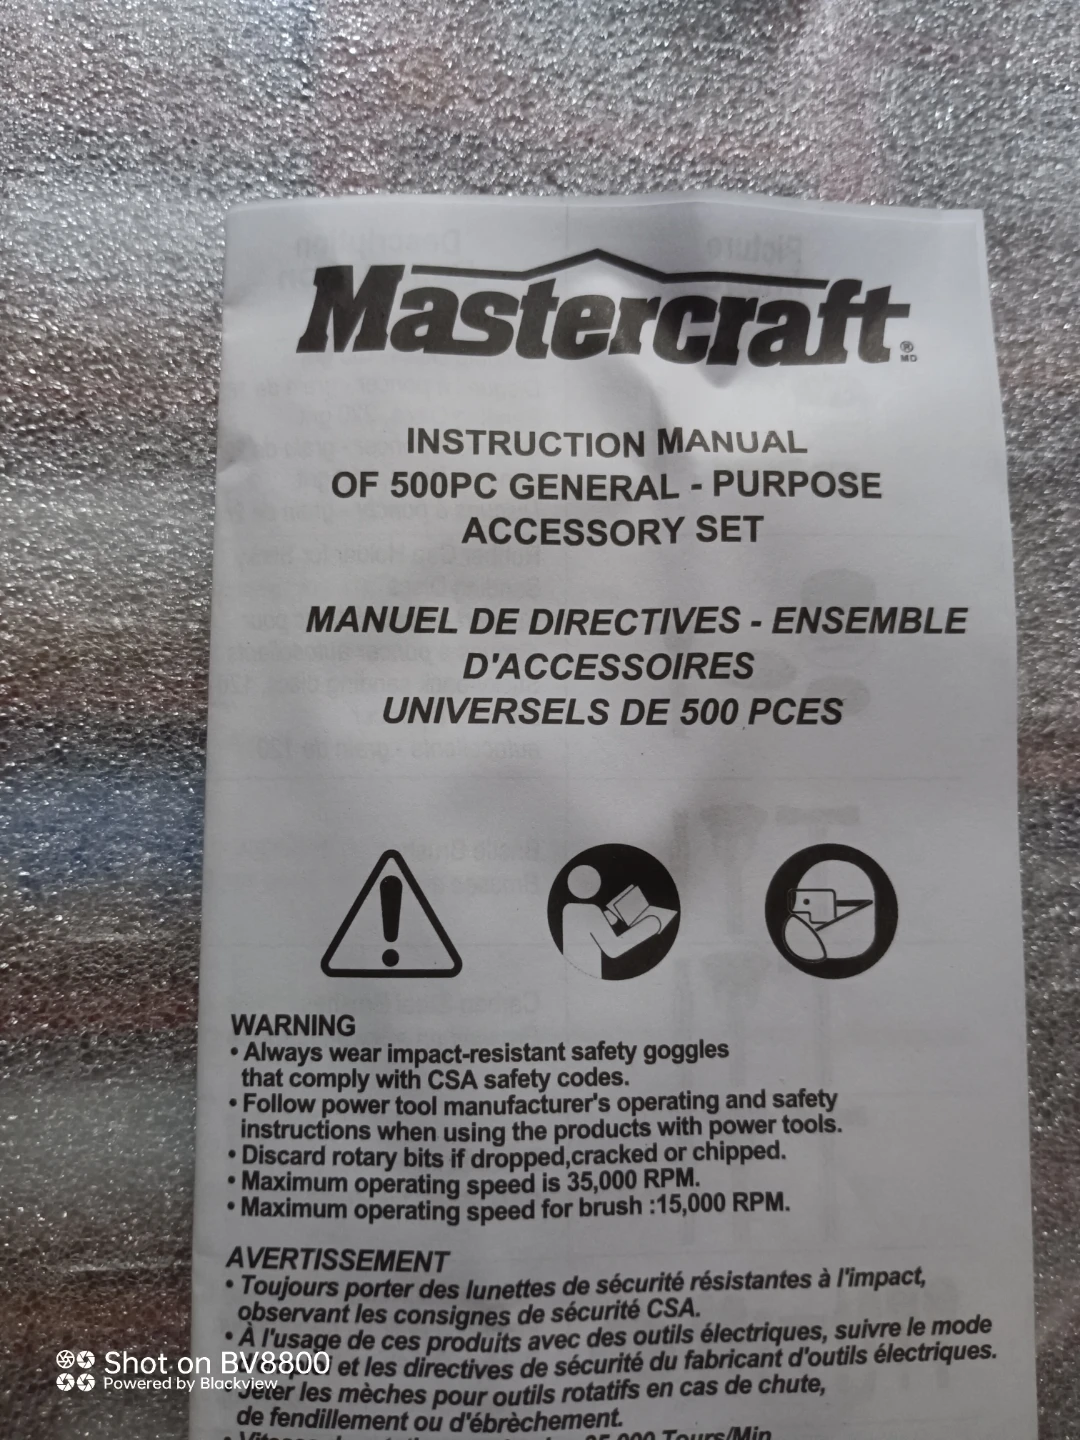 Mastercraft
® MD
INSTRUCTION MANUAL
OF 500PC GENERAL - PURPOSE
ACCESSORY SET
MANUEL DE DIRECTIVES - ENSEMBLE
D'ACCESSOIRES
UNIVERSELS DE 500 PCES
WARNING
• Always wear impact-resistant safety goggles
that comply with CSA safety codes.
• Follow power tool manufacturer's operating and safety
instructions when using the products with power tools.
• Discard rotary bits if dropped,cracked or chipped.
• Maximum operating speed is 35,000 RPM.
• Maximum operating speed for brush :15,000 RPM.
AVERTISSEMENT
• Toujours porter des lunettes de sécurité résistantes à l'impact,
observant les consignes de sécurité CSA.
• À l'usage de ces produits avec des outils électriques, suivre le mode
et les directives de sécurité du fabricant d'outils électriques.
Jeter les mèches pour outils rotatifs en cas de chute,
de fendillement ou d'ébrèchement.
35 000 Tours/Min
Shot on BV8800
Powered by Blackview